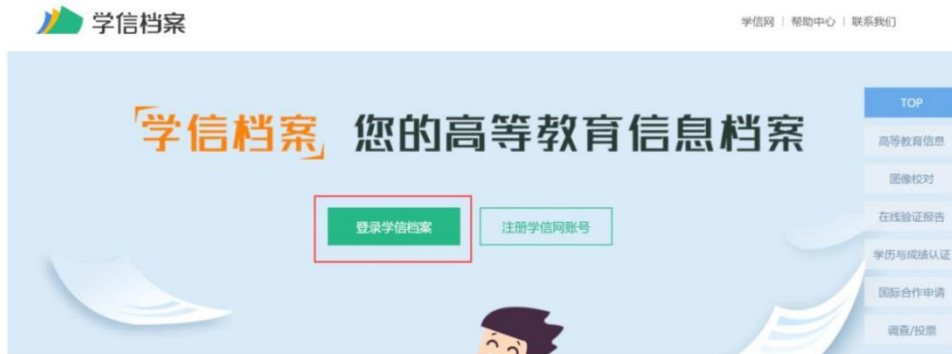 学信档案
学信网 | 帮助中心 | 联系我们
「学信档案」 您的高等教育信息档案
登录学信档案 注册学信网账号
TOP
高等教育信息
图像校对
在线验证报告
学历与成绩认证
国际合作申请
调查/投票